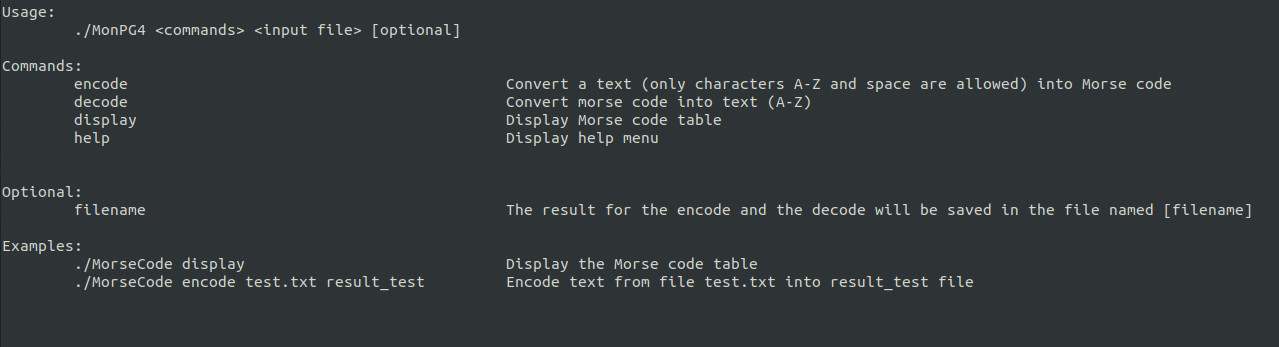 Usage:
./MonPG4 <commands> <input file> [optional]
Commands:
encode Convert a text (only characters A-Z and space are allowed) into Morse code
decode Convert morse code into text (A-Z)
display Display Morse code table
help Display help menu
Optional:
filename The result for the encode and the decode will be saved in the file named [filename]
Examples:
./MorseCode display Display the Morse code table
./MorseCode encode test.txt result_test Encode text from file test.txt into result_test file